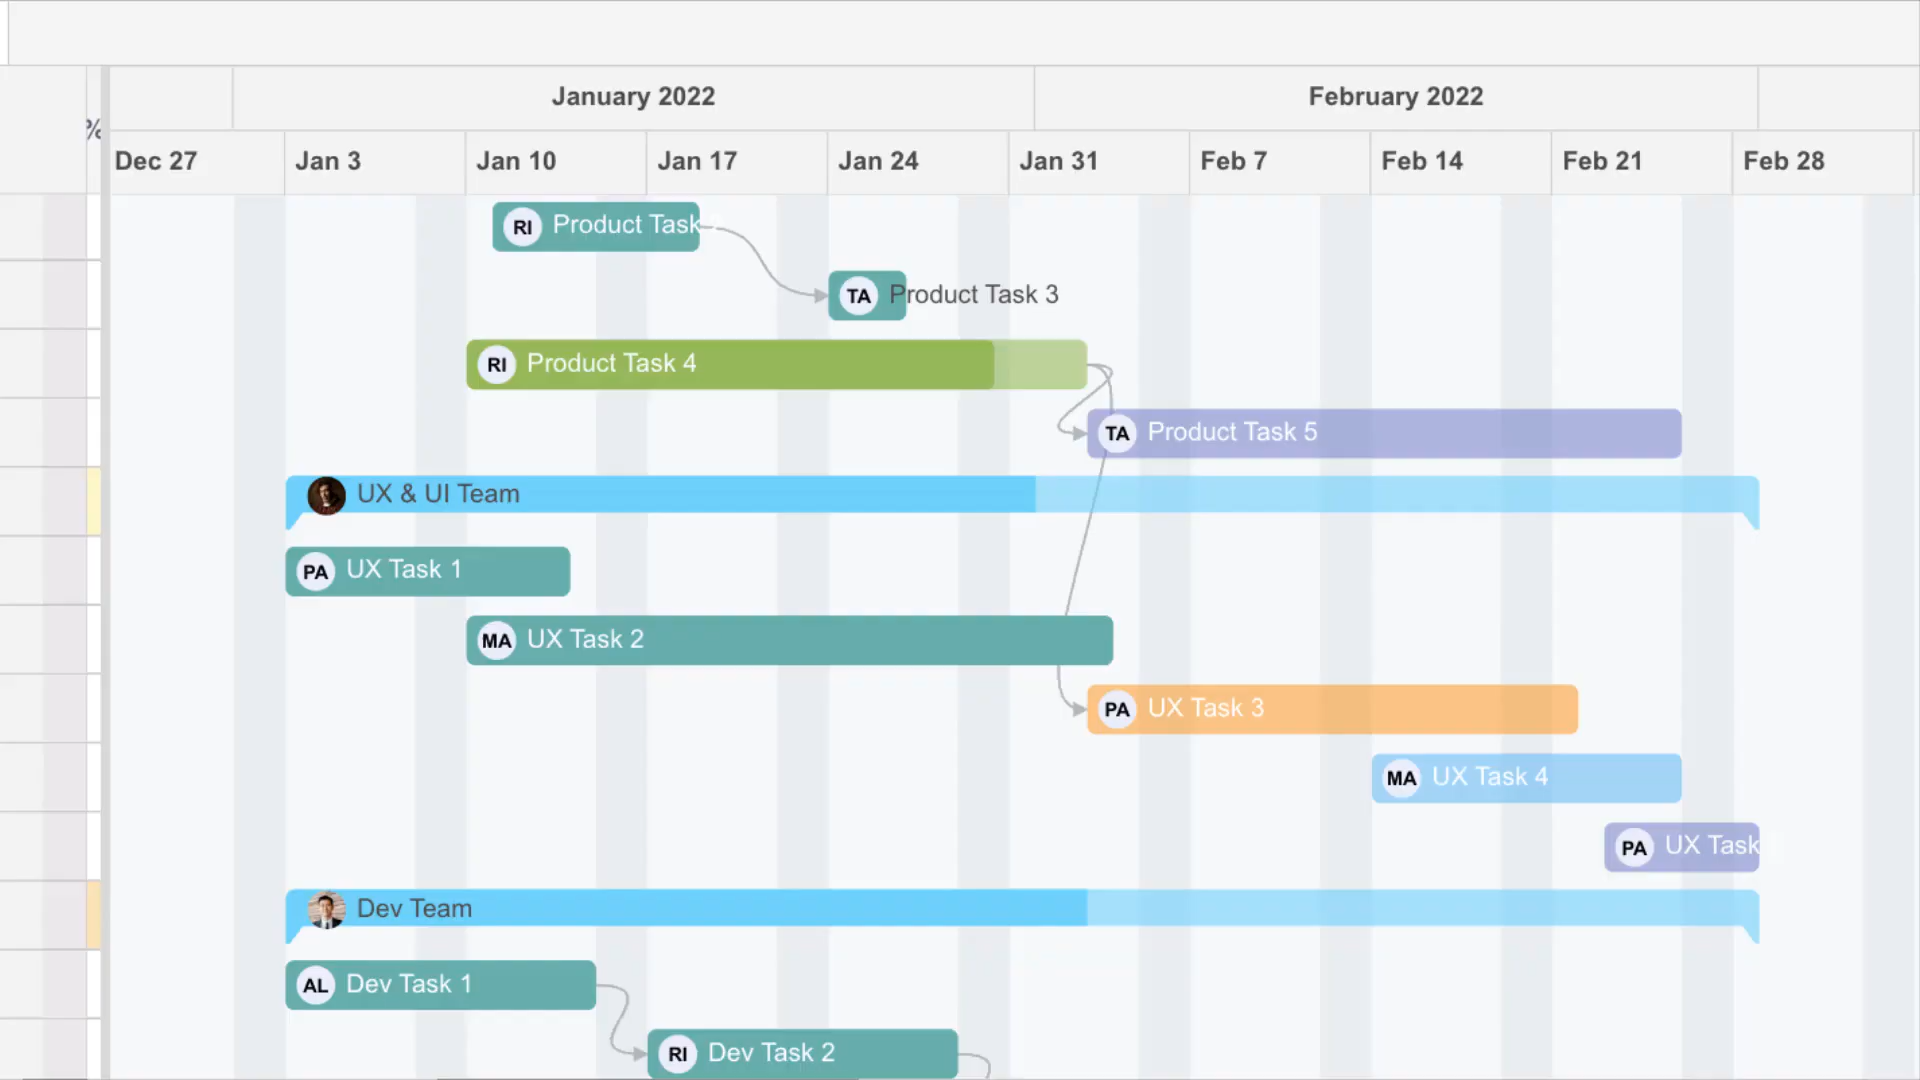 January 2022
February 2022
%
Dec 27
Jan 3
Jan 10
Jan 17
Jan 24
Jan 31
Feb 7
Feb 14
Feb 21
Feb 28
RI Product Task
TA Product Task 3
RI Product Task 4
TA Product Task 5
UX & UI Team
PA UX Task 1
MA UX Task 2
PA UX Task 3
MA UX Task 4
PA UX Task
Dev Team
AL Dev Task 1
RI Dev Task 2